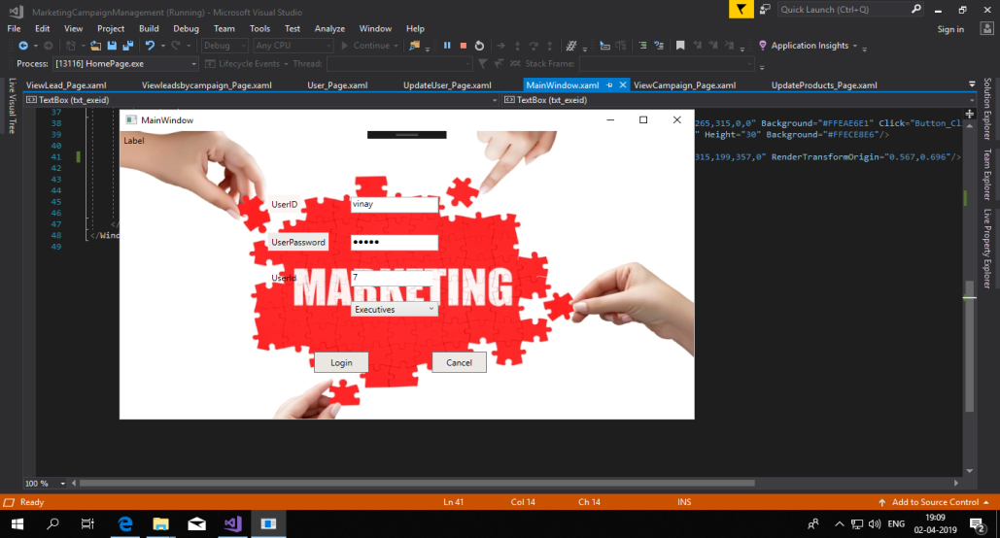 MarketingCampaignManagement (Running) - Microsoft Visual Studio
Quick Launch (Ctrl+Q)
File Edit View Project Build Debug Team Tools Test Analyze Window Help
Sign in
Debug Any CPU Continue Application Insights
Process: [13116] HomePage.exe Lifecycle Events Thread: Stack Frame:
ViewLead_Page.xaml Viewleadsbycampaign_Page.xaml User_Page.xaml UpdateUser_Page.xaml MainWindow.xaml ViewCampaign_Page.xaml UpdateProducts_Page.xaml
TextBox (txt_exeid) TextBox (txt_exeid)
Live Visual Tree
Solution Explorer
Team Explorer
Live Property Explorer
37
38 265,315,0,0" Background="#FFEAE6E1" Click="Button_Cl
39 " Height="30" Background="#FFECE8E6"/>
40
41 315,199,357,0" RenderTransformOrigin="0.567,0.696"/>
42
43
44
45
46
47 </
48 </Wind
49
MainWindow
Label
UserID vinay
UserPassword ●●●●●
UserId 7
MARKETING
Executives
Login Cancel
100 %
Ready Ln 41 Col 14 Ch 14 INS Add to Source Control
ENG
19:09
02-04-2019
2